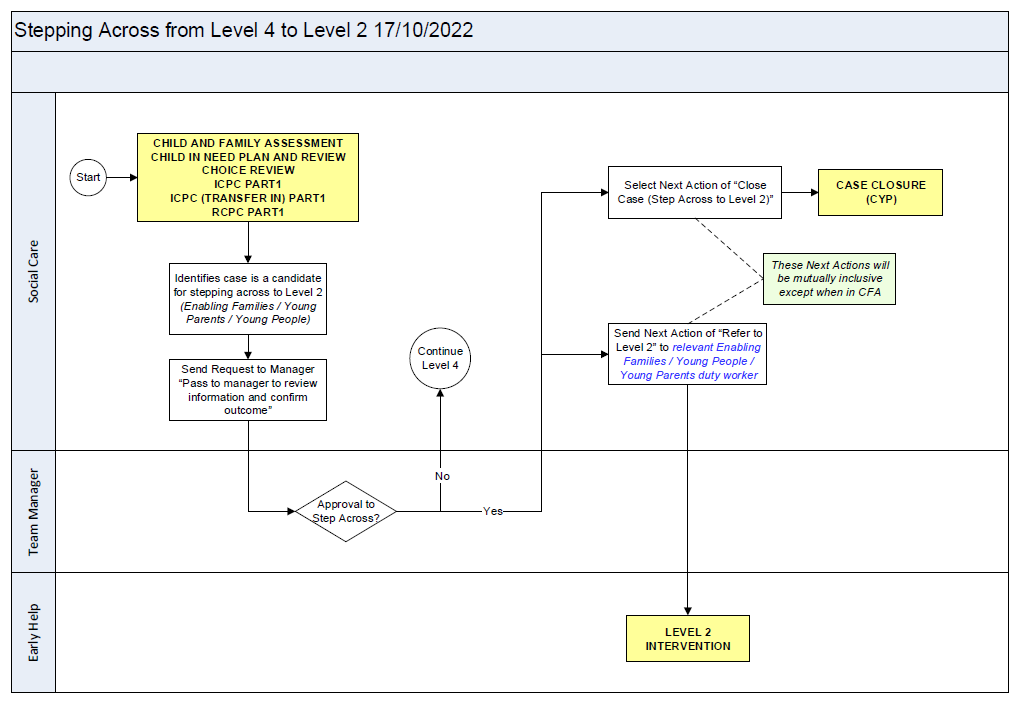 Stepping Across from Level 4 to Level 2 17/10/2022
Social Care
Start
CHILD AND FAMILY ASSESSMENT
CHILD IN NEED PLAN AND REVIEW
CHOICE REVIEW
ICPC PART1
ICPC (TRANSFER IN) PART1
RCPC PART1
Identifies case is a candidate
for stepping across to Level 2
(Enabling Families / Young
Parents / Young People)
Send Request to Manager
“Pass to manager to review
information and confirm
outcome”
Continue
Level 4
Select Next Action of “Close
Case (Step Across to Level 2)”
CASE CLOSURE
(CYP)
These Next Actions will
be mutually inclusive
except when in CFA
Send Next Action of “Refer to
Level 2” to relevant Enabling
Families / Young People /
Young Parents duty worker
Team Manager
Approval to
Step Across?
No
Yes
Early Help
LEVEL 2
INTERVENTION